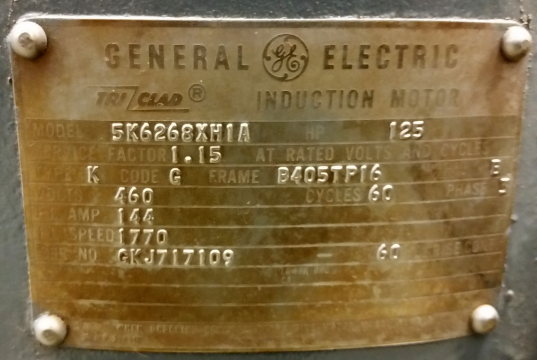 GENERAL GE ELECTRIC
TRI CLAD ® INDUCTION MOTOR
MODEL 5K6268XH1A HP 125
FACTOR 1.15 AT RATED VOLTS AND CYCLES
K CODE G FRAME B405TP16
460 CYCLES 60 PHASE
AMP 144
SPEED 1770
NO GKJ717109 60